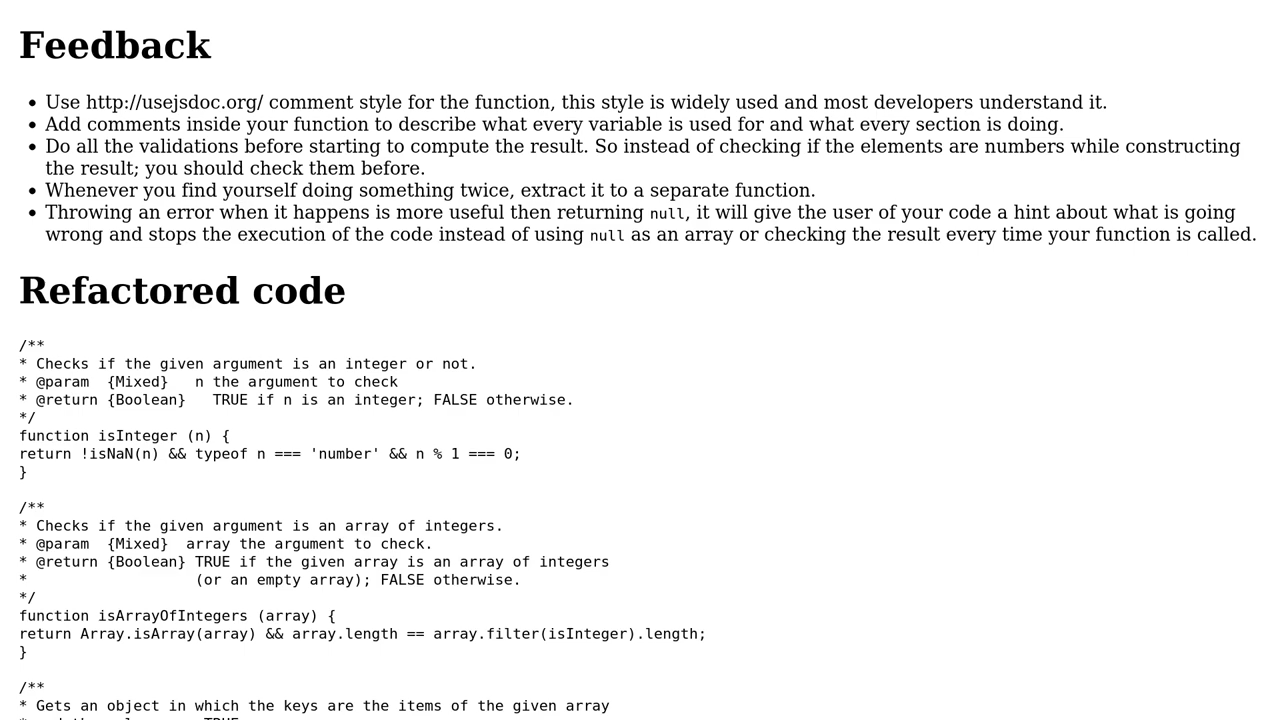 Feedback
Use http://usejsdoc.org/ comment style for the function, this style is widely used and most developers understand it.
Add comments inside your function to describe what every variable is used for and what every section is doing.
Do all the validations before starting to compute the result. So instead of checking if the elements are numbers while constructing
the result; you should check them before.
Whenever you find yourself doing something twice, extract it to a separate function.
Throwing an error when it happens is more useful then returning null, it will give the user of your code a hint about what is going
wrong and stops the execution of the code instead of using null as an array or checking the result every time your function is called.
Refactored code
/**
* Checks if the given argument is an integer or not.
* @param  {Mixed}   n the argument to check
* @return {Boolean}   TRUE if n is an integer; FALSE otherwise.
*/
function isInteger (n) {
return !isNaN(n) && typeof n === 'number' && n % 1 === 0;
}
/**
* Checks if the given argument is an array of integers.
* @param  {Mixed}  array the argument to check.
* @return {Boolean} TRUE if the given array is an array of integers
*                   (or an empty array); FALSE otherwise.
*/
function isArrayOfIntegers (array) {
return Array.isArray(array) && array.length == array.filter(isInteger).length;
}
/**
* Gets an object in which the keys are the items of the given array